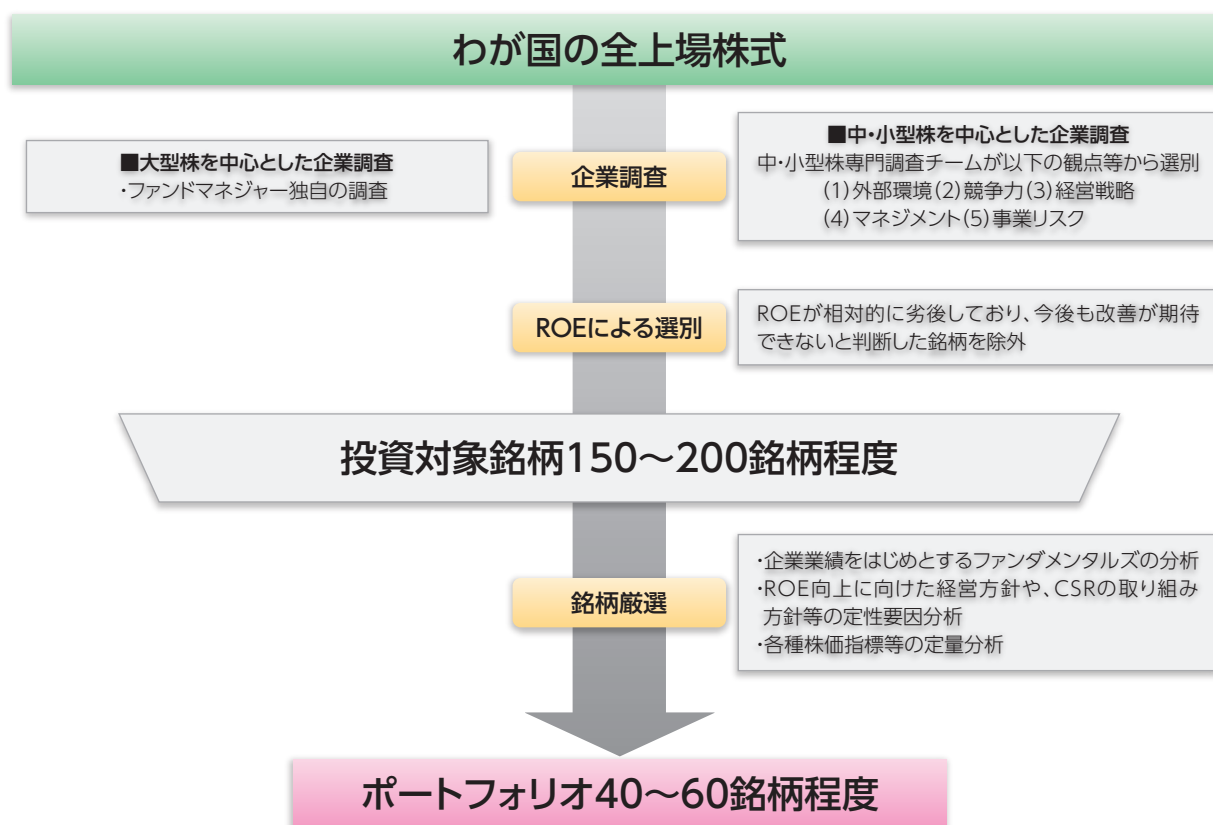 わが国の全上場株式
■大型株を中心とした企業調査
・ファンドマネジャー独自の調査
企業調査
■中・小型株を中心とした企業調査
中・小型株専門調査チームが以下の観点等から選別
(1)外部環境(2)競争力(3)経営戦略
(4)マネジメント(5)事業リスク
ROEによる選別
ROEが相対的に劣後しており、今後も改善が期待
できないと判断した銘柄を除外
投資対象銘柄150～200銘柄程度
銘柄厳選
・企業業績をはじめとするファンダメンタルズの分析
・ROE向上に向けた経営方針や、CSRの取り組み
方針等の定性要因分析
・各種株価指標等の定量分析
ポートフォリオ40～60銘柄程度